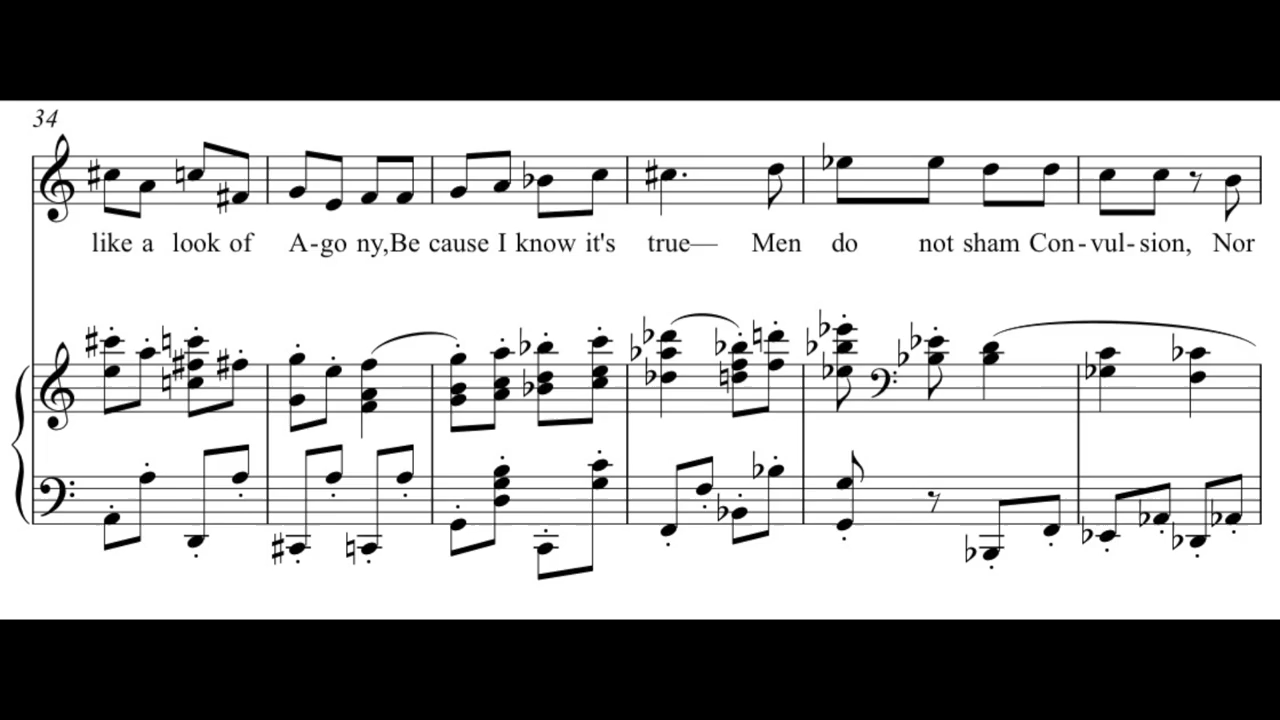 34
like a look of A-go ny,Be cause I know it's true— Men do not sham Con-vul-sion, Nor